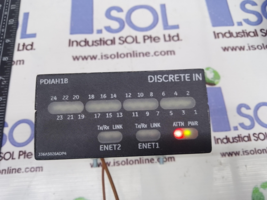 I.SOL
Industial SOL Pte Ltd.
www.isolonline.com
PDIAH1B
DISCRETE IN
24 22 20 18 16 14 12 10 8 6 4 2
23 21 19 17 15 13 11 9 7 5 3 1
Tx/Rx LINK Tx/Rx LINK ATTN PWR
ENET2 ENET1